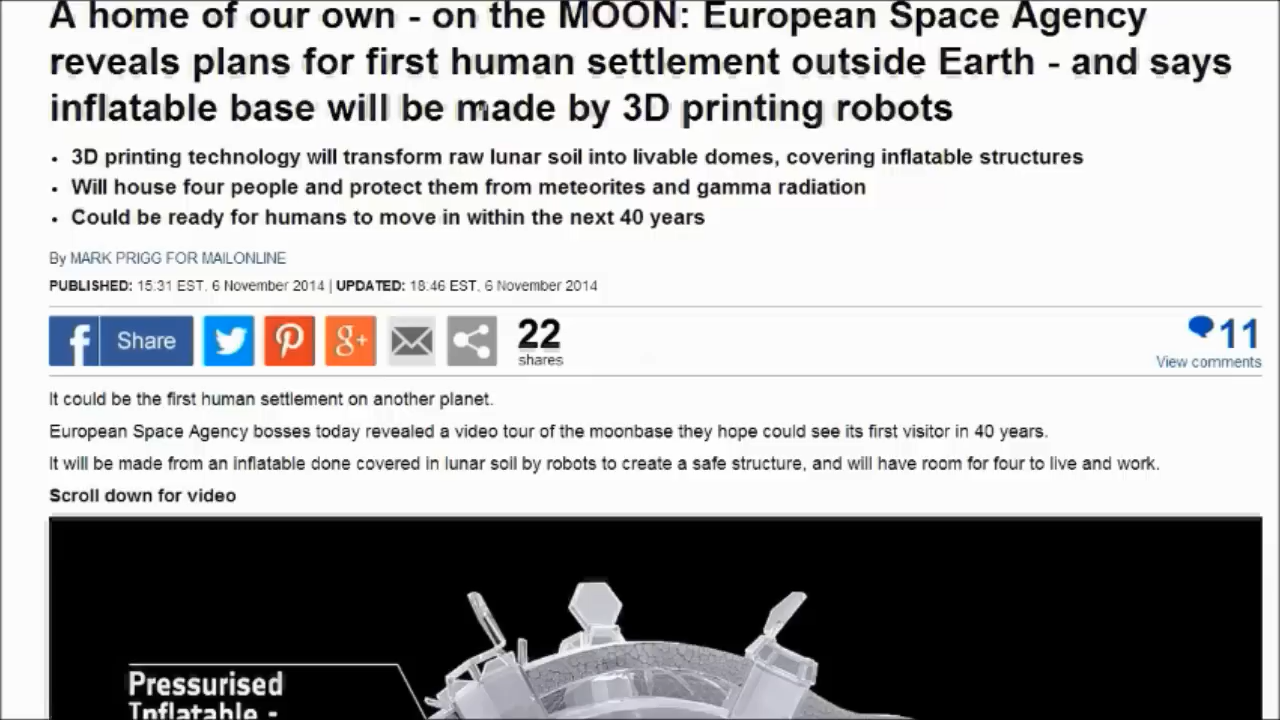 A home of our own - on the MOON: European Space Agency
reveals plans for first human settlement outside Earth - and says
inflatable base will be made by 3D printing robots
• 3D printing technology will transform raw lunar soil into livable domes, covering inflatable structures
• Will house four people and protect them from meteorites and gamma radiation
• Could be ready for humans to move in within the next 40 years
By MARK PRIGG FOR MAILONLINE
PUBLISHED: 15:31 EST, 6 November 2014 | UPDATED: 18:46 EST, 6 November 2014
f Share
g+
22
shares
11
View comments
It could be the first human settlement on another planet.
European Space Agency bosses today revealed a video tour of the moonbase they hope could see its first visitor in 40 years.
It will be made from an inflatable done covered in lunar soil by robots to create a safe structure, and will have room for four to live and work.
Scroll down for video
Pressurised
Inflatable -